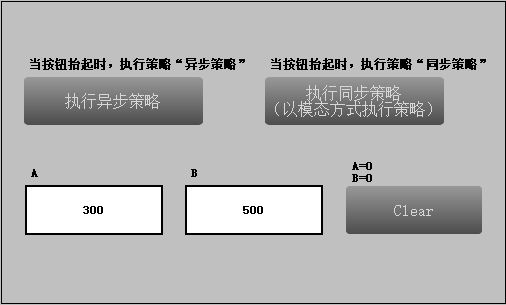 当按钮抬起时，执行策略“异步策略”
当按钮抬起时，执行策略“同步策略”
执行异步策略
执行同步策略
（以模态方式执行策略）
A
B
A=0
B=0
300
500
Clear